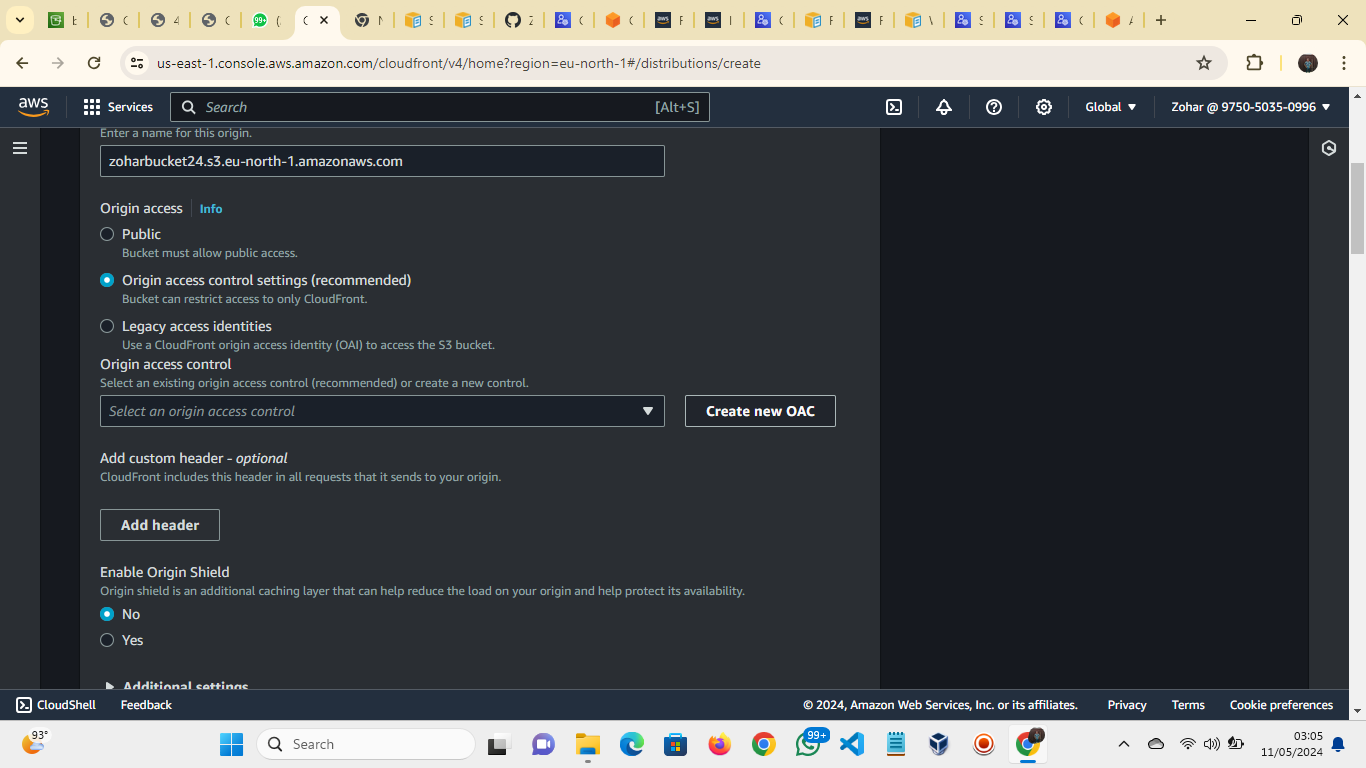 us-east-1.console.aws.amazon.com/cloudfront/v4/home?region=eu-north-1#/distributions/create
aws
Services
Search
[Alt+S]
Global
Zohar @ 9750-5035-0996
Enter a name for this origin.
zoharbucket24.s3.eu-north-1.amazonaws.com
Origin access
Info
Public
Bucket must allow public access.
Origin access control settings (recommended)
Bucket can restrict access to only CloudFront.
Legacy access identities
Use a CloudFront origin access identity (OAI) to access the S3 bucket.
Origin access control
Select an existing origin access control (recommended) or create a new control.
Select an origin access control
Create new OAC
Add custom header - optional
CloudFront includes this header in all requests that it sends to your origin.
Add header
Enable Origin Shield
Origin shield is an additional caching layer that can help reduce the load on your origin and help protect its availability.
No
Yes
Additional settings
CloudShell
Feedback
© 2024, Amazon Web Services, Inc. or its affiliates.
Privacy
Terms
Cookie preferences
93°
Search
99+
03:05
11/05/2024